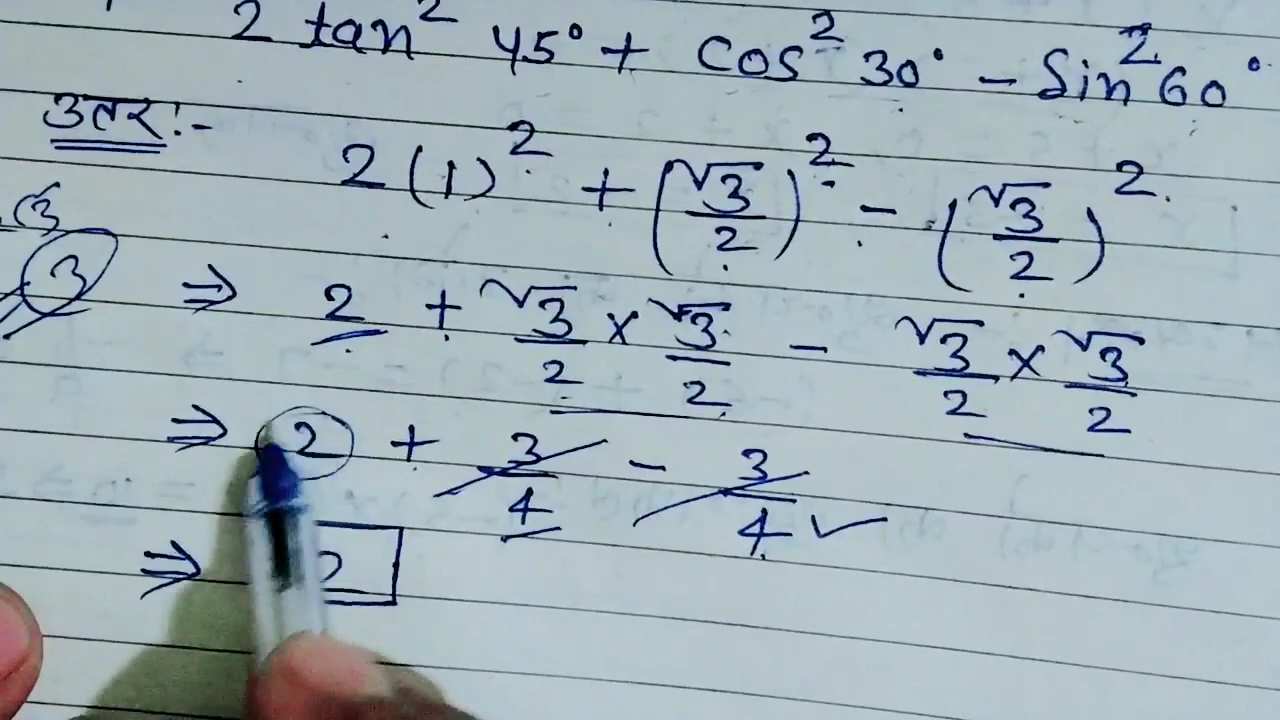 2 tan² 45° + cos² 30° - Sin² 60°
उत्तर:-
2(1)² + (√3/2)² - (√3/2)²
3
⇒ 2 + √3/2 × √3/2 - √3/2 × √3/2
⇒ 2 + 3/4 - 3/4
⇒ 2